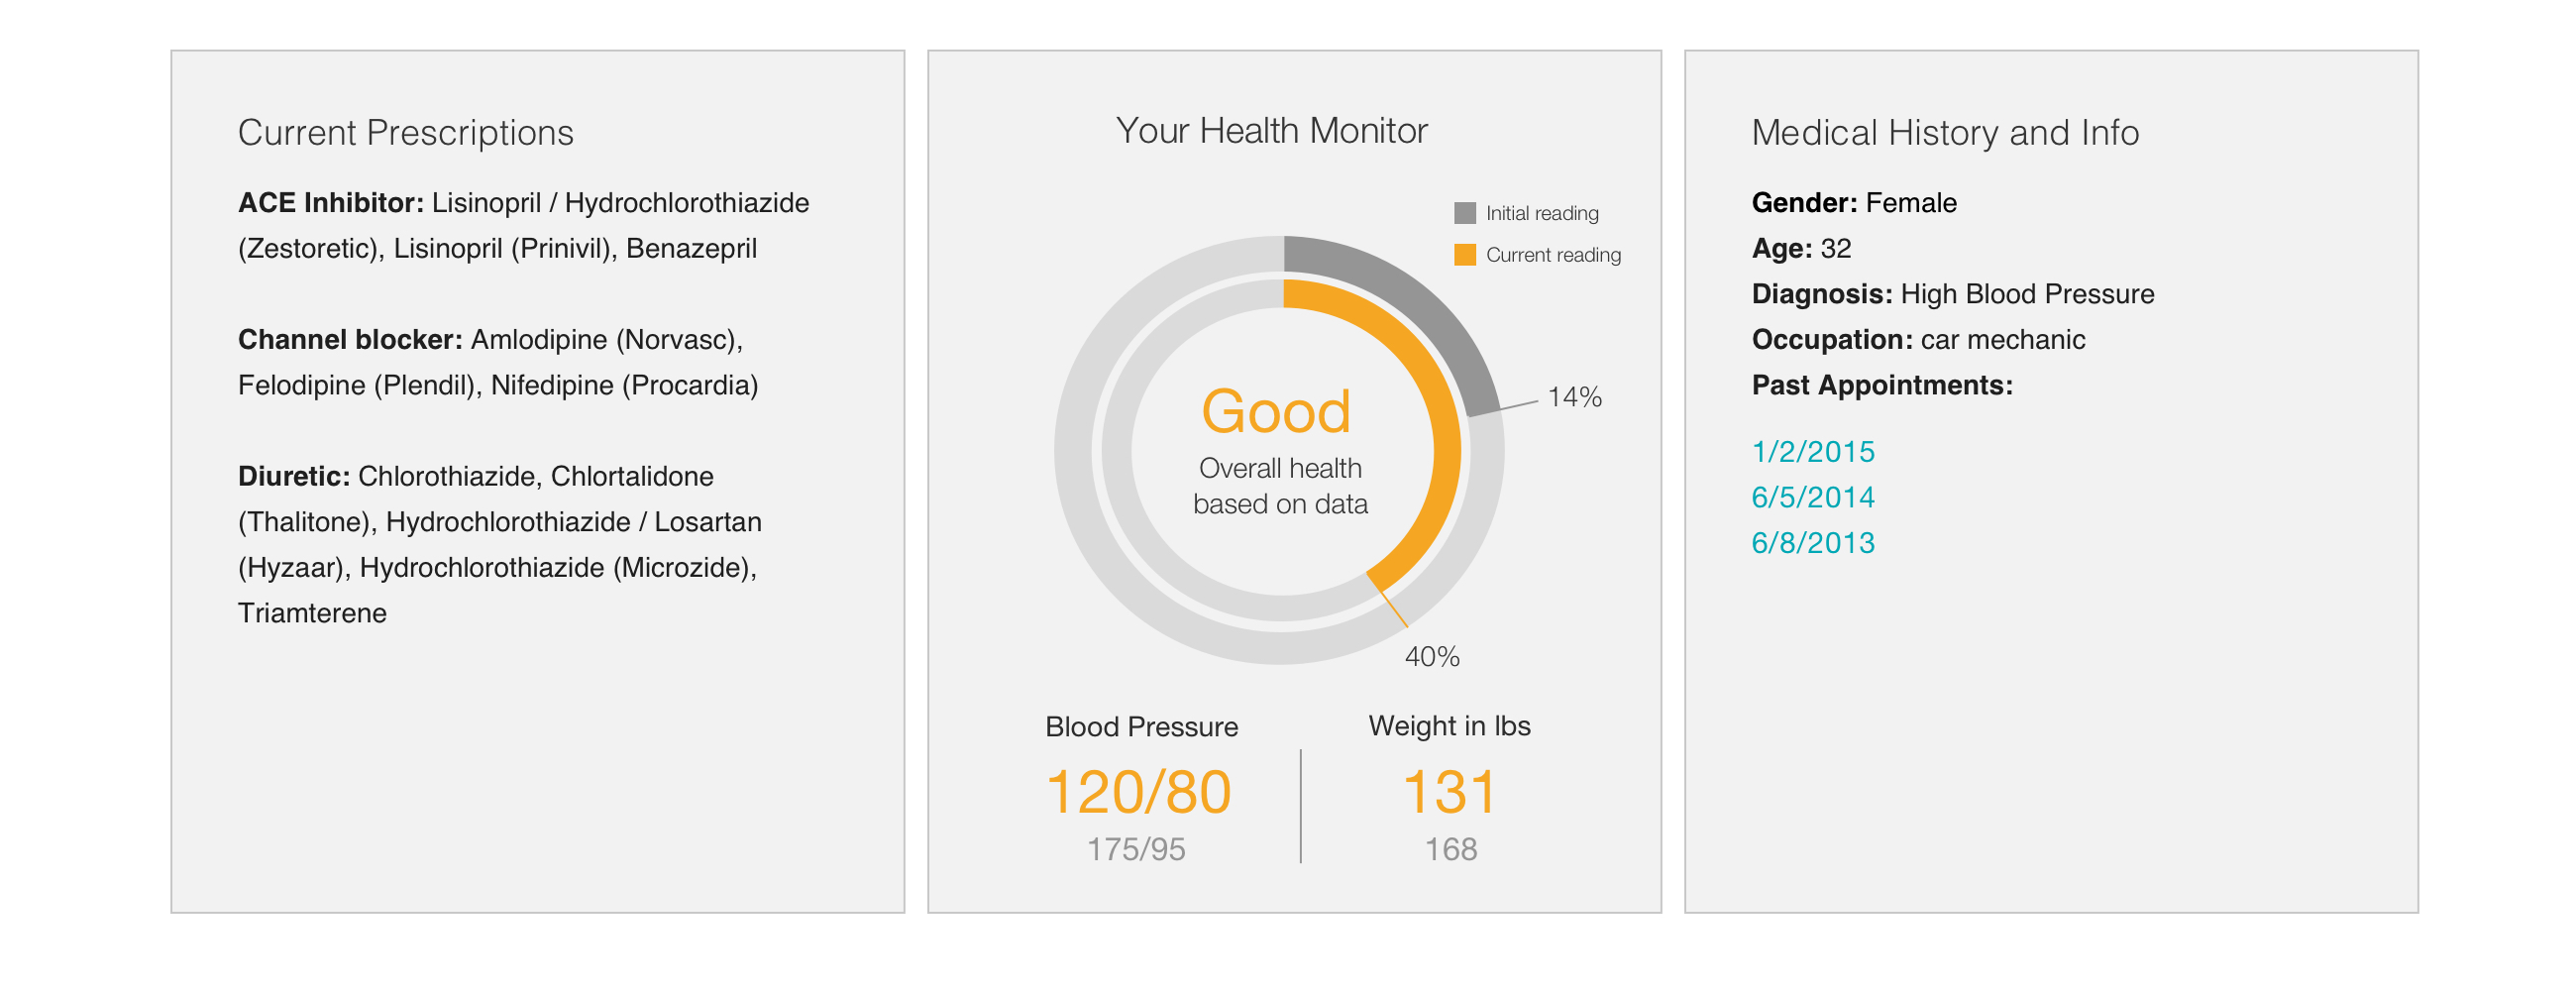 Current Prescriptions
ACE Inhibitor: Lisinopril / Hydrochlorothiazide
(Zestoretic), Lisinopril (Prinivil), Benazepril
Channel blocker: Amlodipine (Norvasc),
Felodipine (Plendil), Nifedipine (Procardia)
Diuretic: Chlorothiazide, Chlortalidone
(Thalitone), Hydrochlorothiazide / Losartan
(Hyzaar), Hydrochlorothiazide (Microzide),
Triamterene
Your Health Monitor
Initial reading
Current reading
14%
Good
Overall health
based on data
40%
Blood Pressure
120/80
175/95
Weight in lbs
131
168
Medical History and Info
Gender: Female
Age: 32
Diagnosis: High Blood Pressure
Occupation: car mechanic
Past Appointments:
1/2/2015
6/5/2014
6/8/2013